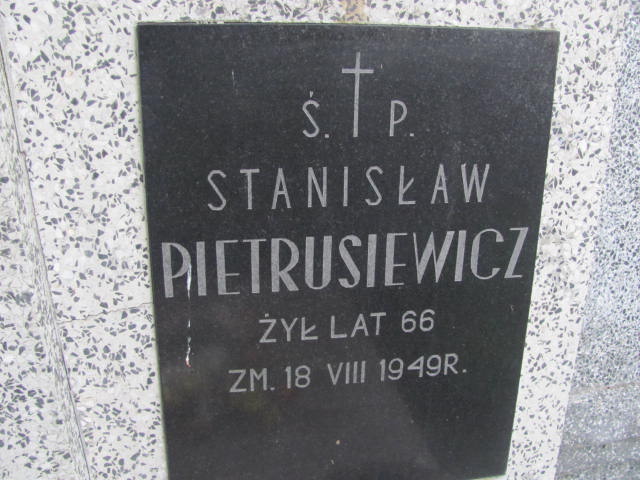 Ś. P.
STANISŁAW
PIETRUSIEWICZ
ŻYŁ LAT 66
ZM. 18 VIII 1949R.